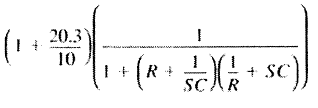 (1 + 20.3/10)(1/(1 + (R + 1/SC)(1/R + SC)))